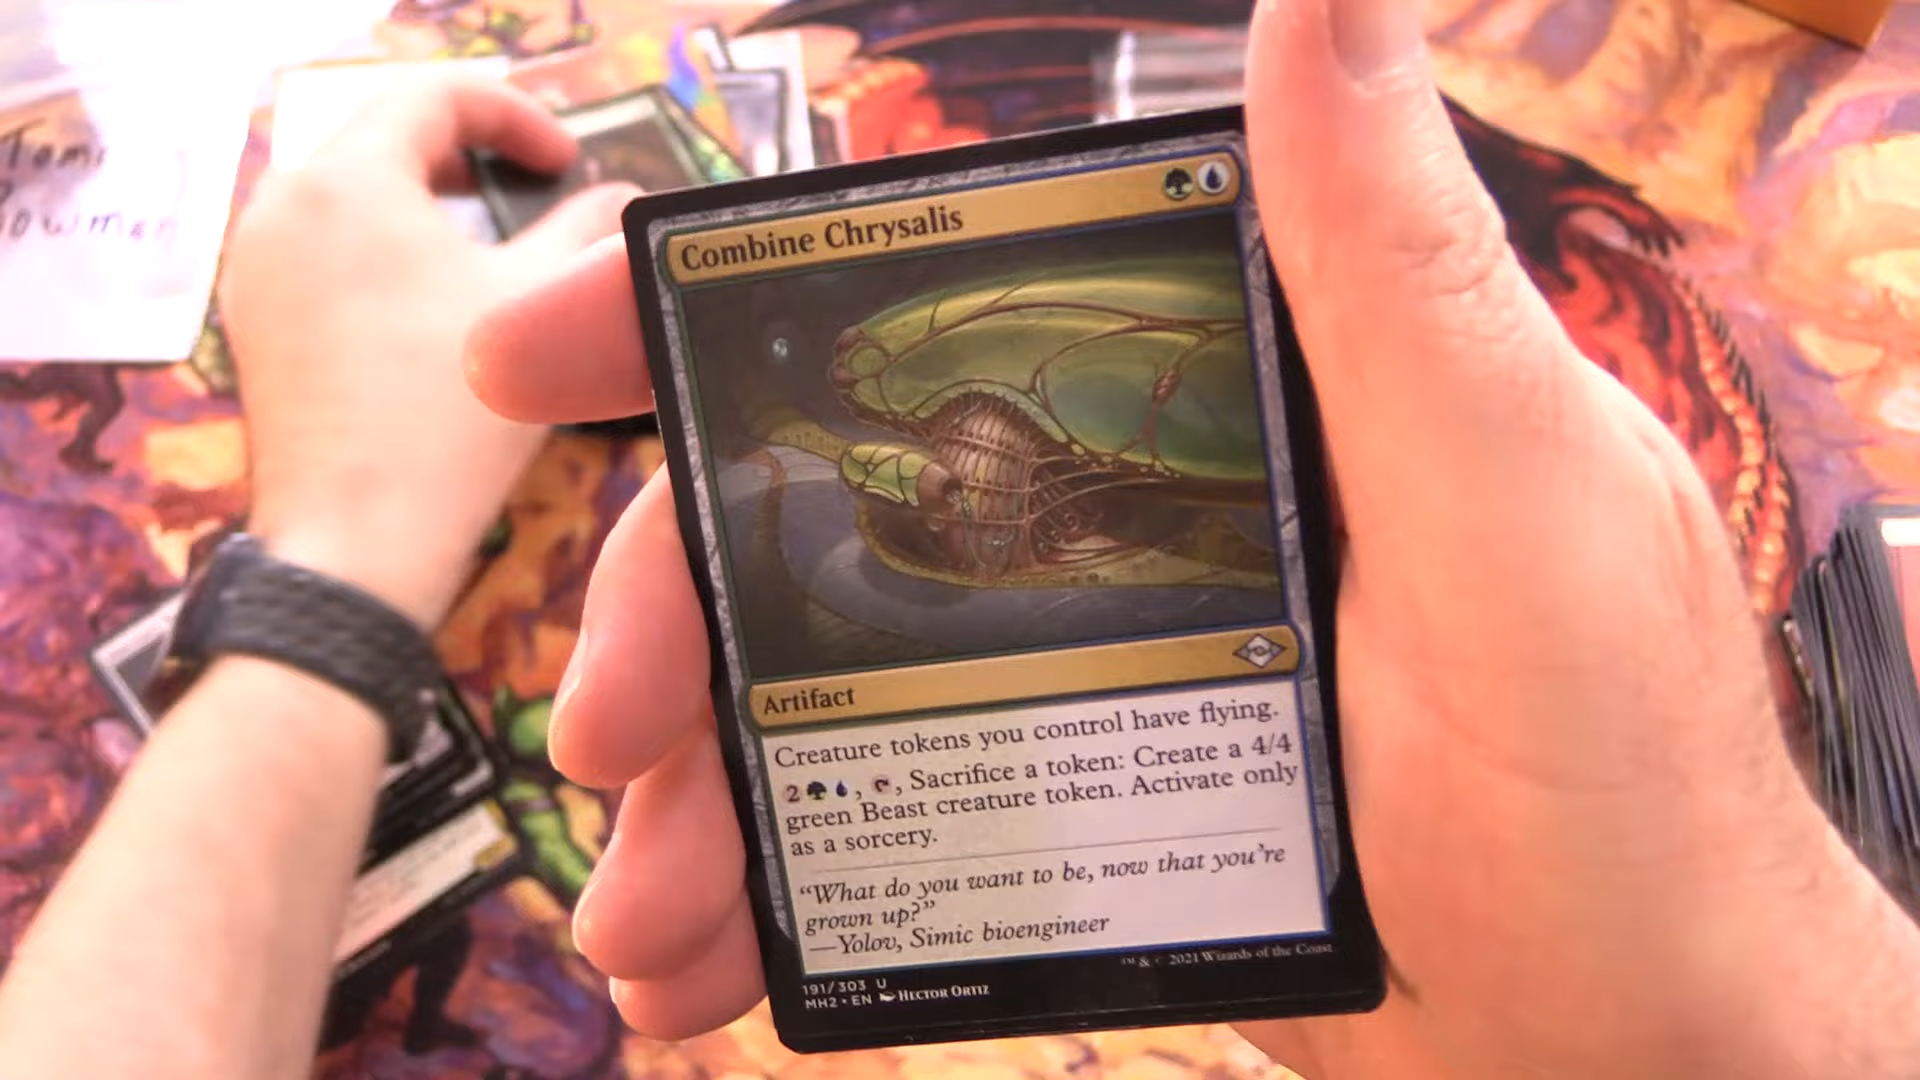 Tami
Combine Chrysalis
Artifact
Creature tokens you control have flying.
2, , Sacrifice a token: Create a 4/4
green Beast creature token. Activate only
as a sorcery.
“What do you want to be, now that you’re
grown up?”
—Yolov, Simic bioengineer
™ & © 2021 Wizards of the Coast
191/303 U
MH2 • EN Hector Ortiz